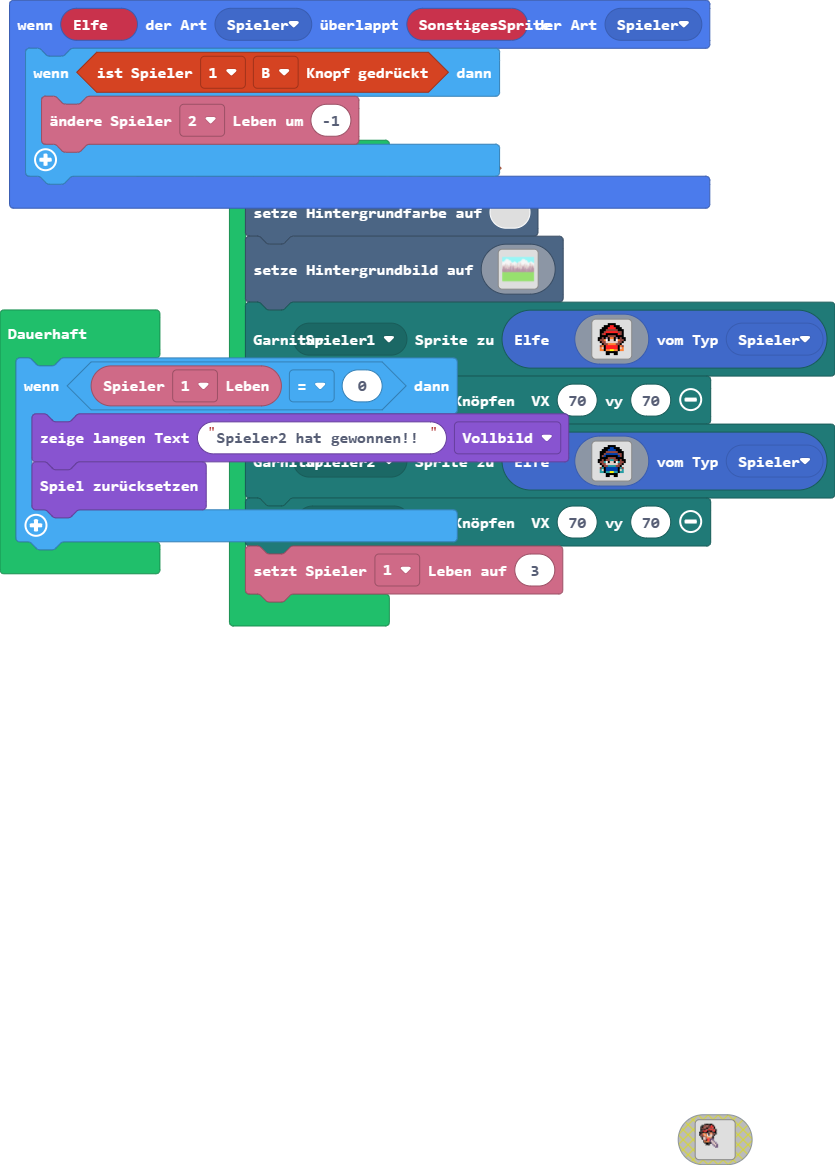 wenn Elfe der Art Spieler überlappt SonstigesSprite der Art Spieler
wenn ist Spieler 1 B Knopf gedrückt dann
ändere Spieler 2 Leben um -1
setze Hintergrundfarbe auf
setze Hintergrundbild auf
Garnitur Spieler1 Sprite zu Elfe vom Typ Spieler
Knöpfen VX 70 vy 70
Dauerhaft
wenn Spieler 1 Leben = 0 dann
zeige langen Text "Spieler2 hat gewonnen!! " Vollbild
Spiel zurücksetzen
Garnitur Spieler2 Sprite zu Elfe vom Typ Spieler
Knöpfen VX 70 vy 70
setzt Spieler 1 Leben auf 3